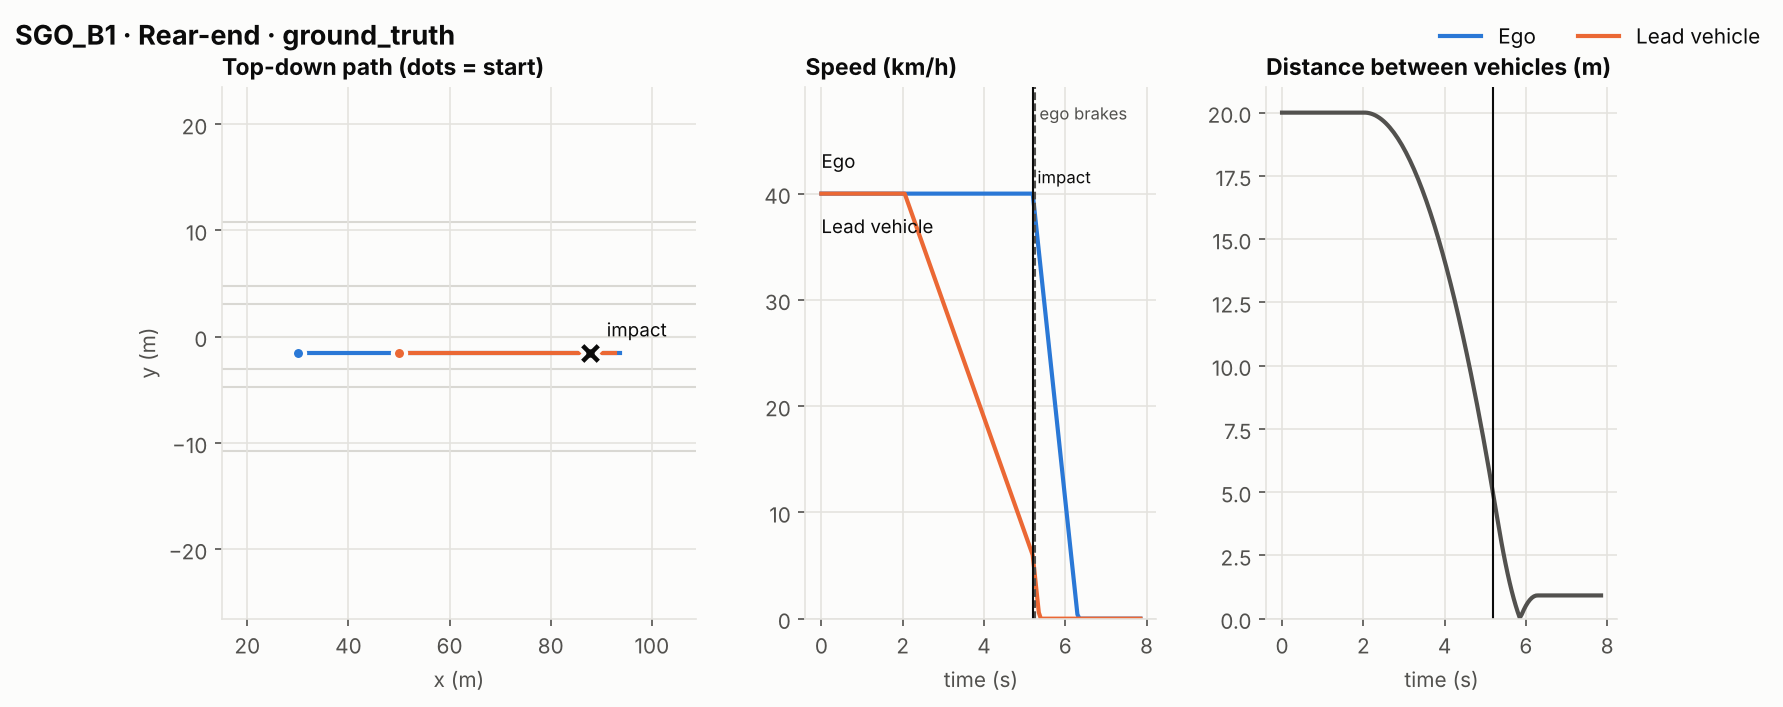 SGO_B1 · Rear-end · ground_truth
Ego
Lead vehicle
Top-down path (dots = start)
20
10
0
−10
−20
y (m)
impact
20
40
60
80
100
x (m)
Speed (km/h)
ego brakes
Ego
impact
Lead vehicle
40
30
20
10
0
0
2
4
6
8
time (s)
Distance between vehicles (m)
20.0
17.5
15.0
12.5
10.0
7.5
5.0
2.5
0.0
0
2
4
6
8
time (s)